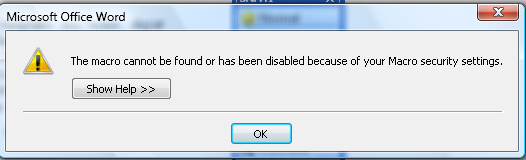 Microsoft Office Word
The macro cannot be found or has been disabled because of your Macro security settings.
Show Help >>
OK